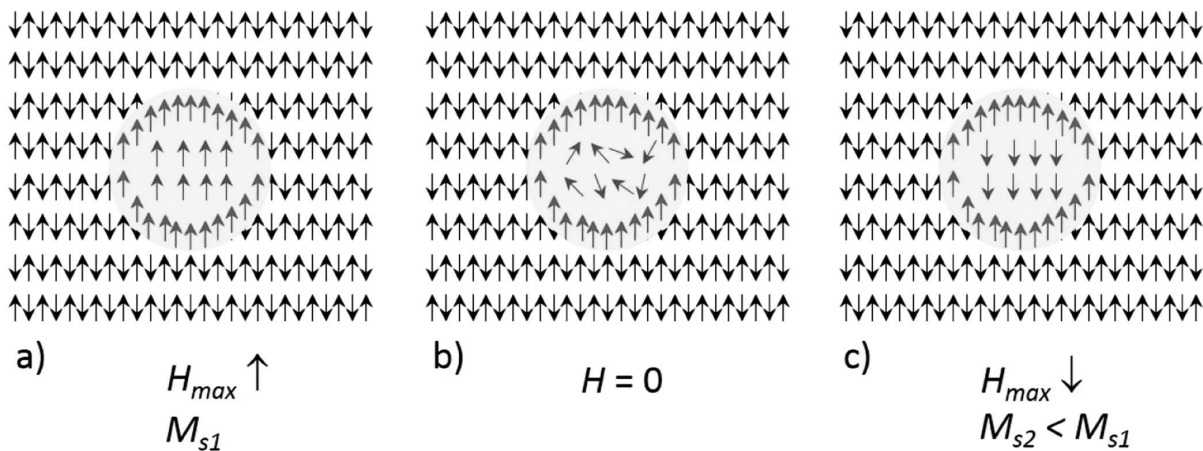 a)
H_max ↑
M_s1
b)
H = 0
c)
H_max ↓
M_s2 < M_s1